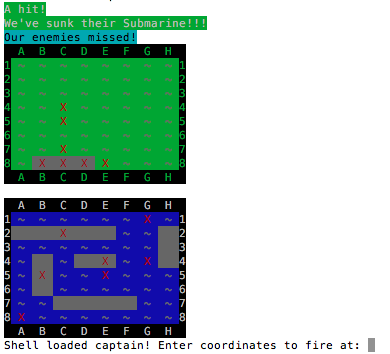 A hit!
We've sunk their Submarine!!!
Our enemies missed!
A B C D E F G H
1 ~ ~ ~ ~ ~ ~ ~ ~ 1
2 ~ ~ ~ ~ ~ ~ ~ ~ 2
3 ~ ~ ~ ~ ~ ~ ~ ~ 3
4 ~ ~ X ~ ~ ~ ~ ~ 4
5 ~ ~ X ~ ~ ~ ~ ~ 5
6 ~ ~ ~ ~ ~ ~ ~ ~ 6
7 ~ ~ X ~ ~ ~ ~ ~ 7
8 ~ X X X X ~ ~ ~ 8
A B C D E F G H
A B C D E F G H
1 ~ ~ ~ ~ ~ ~ X ~ 1
2 X ~ ~ 2
3 ~ ~ ~ ~ ~ ~ ~ 3
4 ~ ~ X ~ X 4
5 ~ X ~ ~ X ~ ~ ~ 5
6 ~ ~ ~ ~ ~ ~ ~ 6
7 ~ ~ ~ ~ 7
8 X ~ ~ ~ ~ ~ ~ ~ 8
A B C D E F G H
Shell loaded captain! Enter coordinates to fire at: